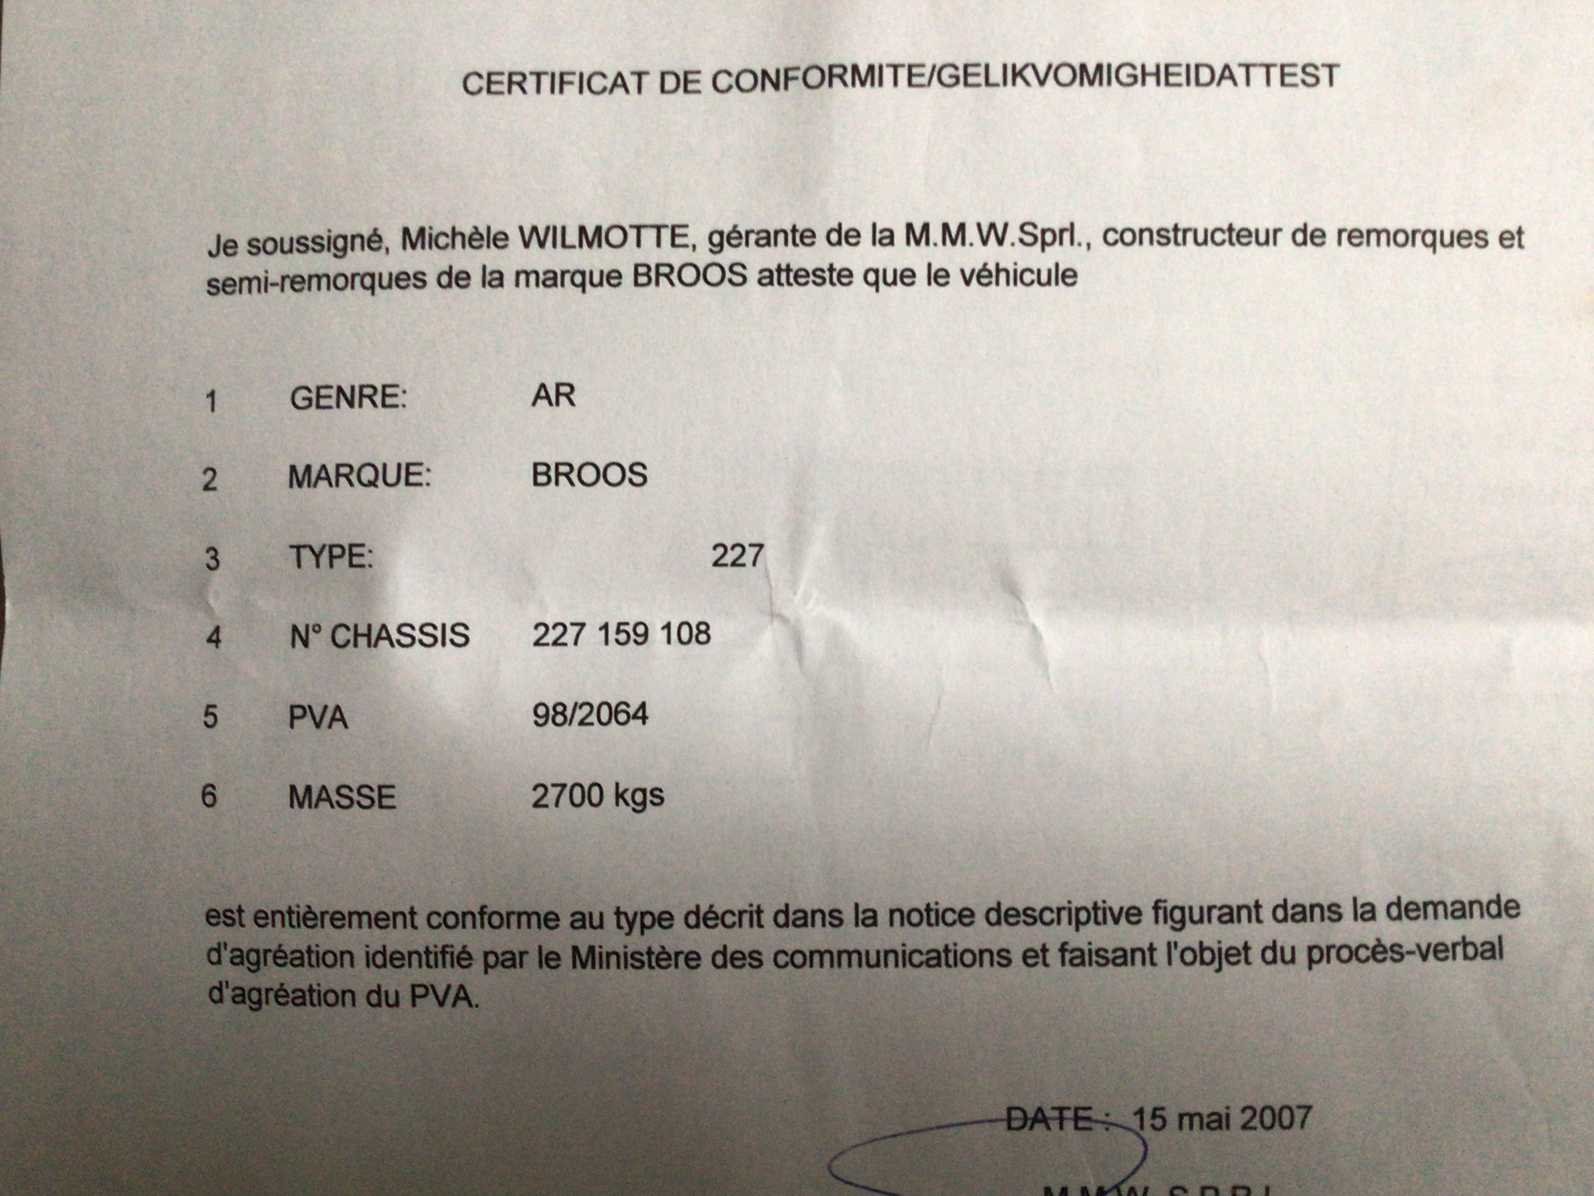 CERTIFICAT DE CONFORMITE/GELIKVOMIGHEIDATTEST
Je soussigné, Michèle WILMOTTE, gérante de la M.M.W.Sprl., constructeur de remorques et
semi-remorques de la marque BROOS atteste que le véhicule
1 GENRE: AR
2 MARQUE: BROOS
3 TYPE: 227
4 N° CHASSIS 227 159 108
5 PVA 98/2064
6 MASSE 2700 kgs
est entièrement conforme au type décrit dans la notice descriptive figurant dans la demande
d'agréation identifié par le Ministère des communications et faisant l'objet du procès-verbal
d'agréation du PVA.
DATE : 15 mai 2007